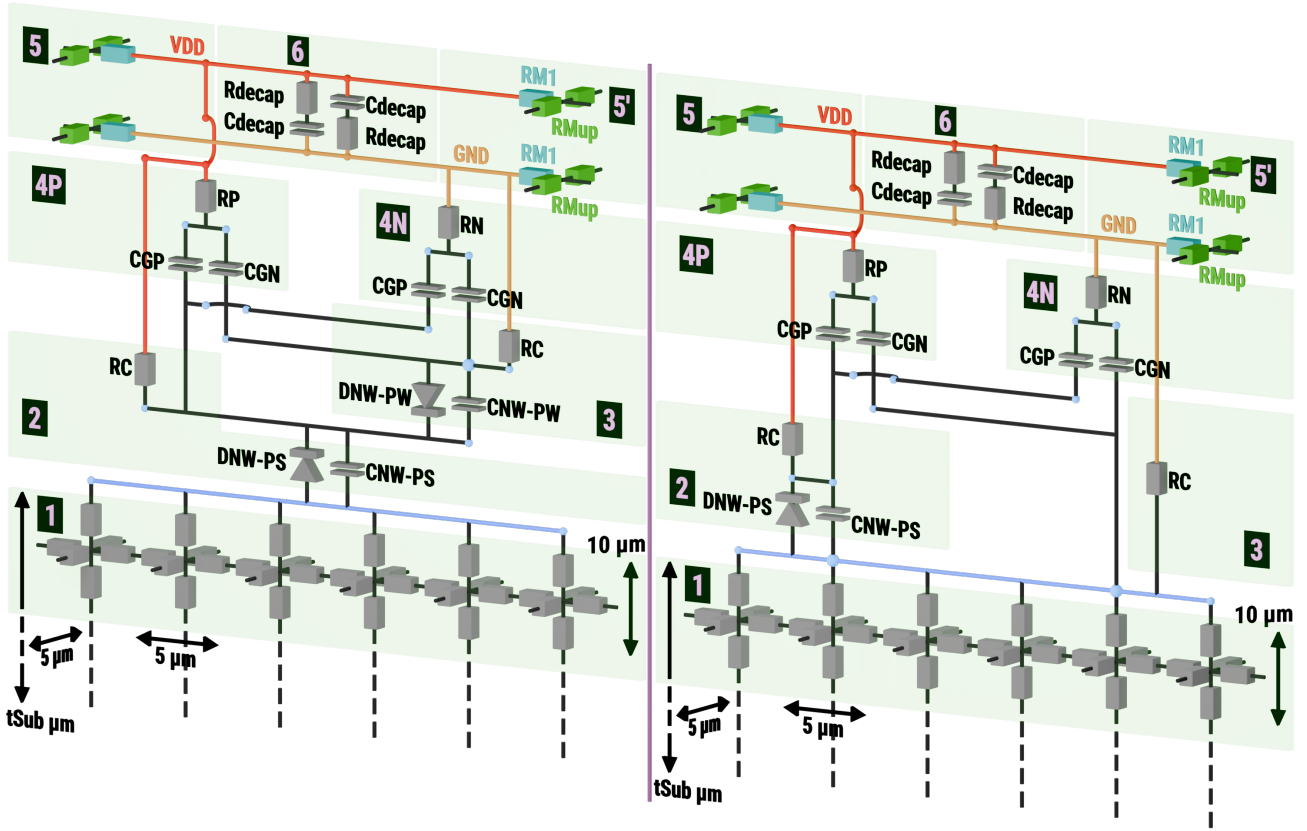 5
VDD
6
RM1
5'
Rdecap
Cdecap
Cdecap
Rdecap
RMup
GND
RM1
RMup
4P
RP
4N
RN
CGP
CGN
CGP
CGN
RC
RC
DNW-PW
CNW-PW
2
3
DNW-PS
CNW-PS
1
10 µm
5 µm
5 µm
tSub µm
5
VDD
6
RM1
5'
Rdecap
Cdecap
Cdecap
Rdecap
RMup
GND
RM1
RMup
4P
RP
4N
RN
CGP
CGN
CGP
CGN
RC
RC
2
DNW-PS
CNW-PS
3
1
10 µm
5 µm
5 µm
tSub µm